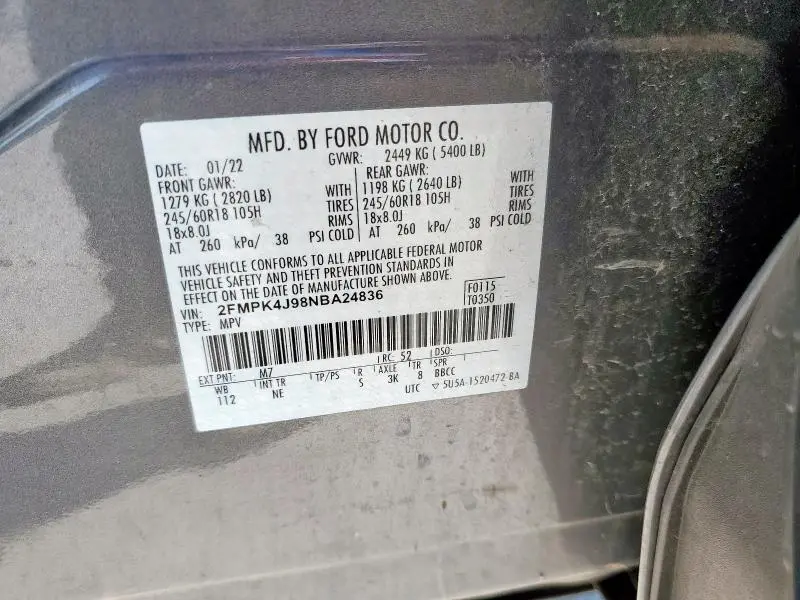 MFD. BY FORD MOTOR CO.
DATE: 01/22 GVWR: 2449 KG ( 5400 LB)
FRONT GAWR: REAR GAWR:
1279 KG ( 2820 LB) WITH 1198 KG ( 2640 LB) WITH
245/60R18 105H TIRES 245/60R18 105H TIRES
18x8.0J RIMS 18x8.0J RIMS
AT 260 kPa/ 38 PSI COLD AT 260 kPa/ 38 PSI COLD
THIS VEHICLE CONFORMS TO ALL APPLICABLE FEDERAL MOTOR
VEHICLE SAFETY AND THEFT PREVENTION STANDARDS IN
EFFECT ON THE DATE OF MANUFACTURE SHOWN ABOVE.
VIN: 2FMPK4J98NBA24836 F0115
TYPE: MPV T0350
EXT PNT: M7 RC: 52 DSO:
WB INT TR TP/PS R AXLE TR SPR
112 NE S 3K 8 BBCC
UTC ▽ 5U5A-1520472-BA